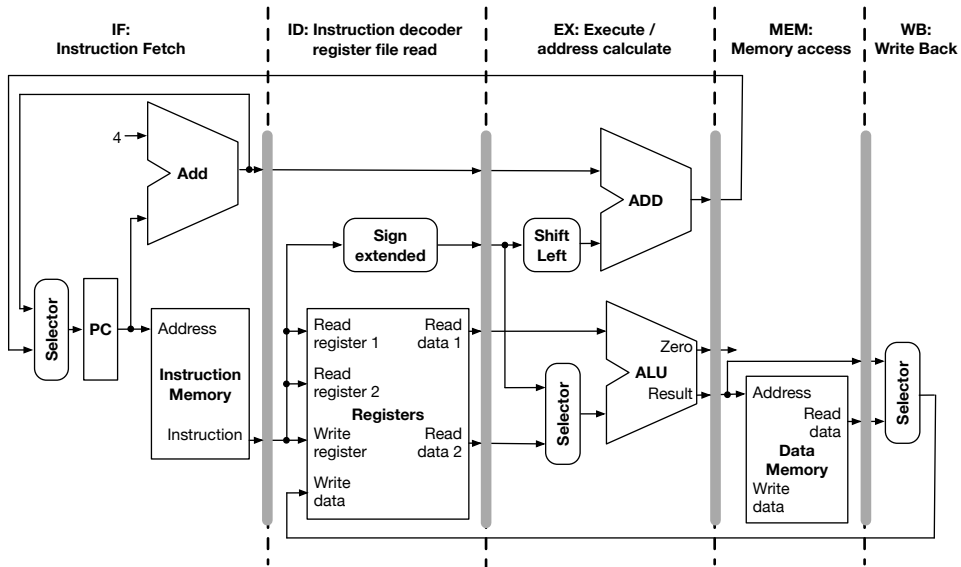 IF:
Instruction Fetch
ID: Instruction decoder
register file read
EX: Execute /
address calculate
MEM:
Memory access
WB:
Write Back
4
Add
ADD
Sign
extended
Shift
Left
Selector
PC
Address
Instruction
Memory
Instruction
Read
register 1
Read
data 1
Read
register 2
Registers
Write
register
Read
data 2
Write
data
Selector
Zero
ALU
Result
Address
Read
data
Data
Memory
Write
data
Selector